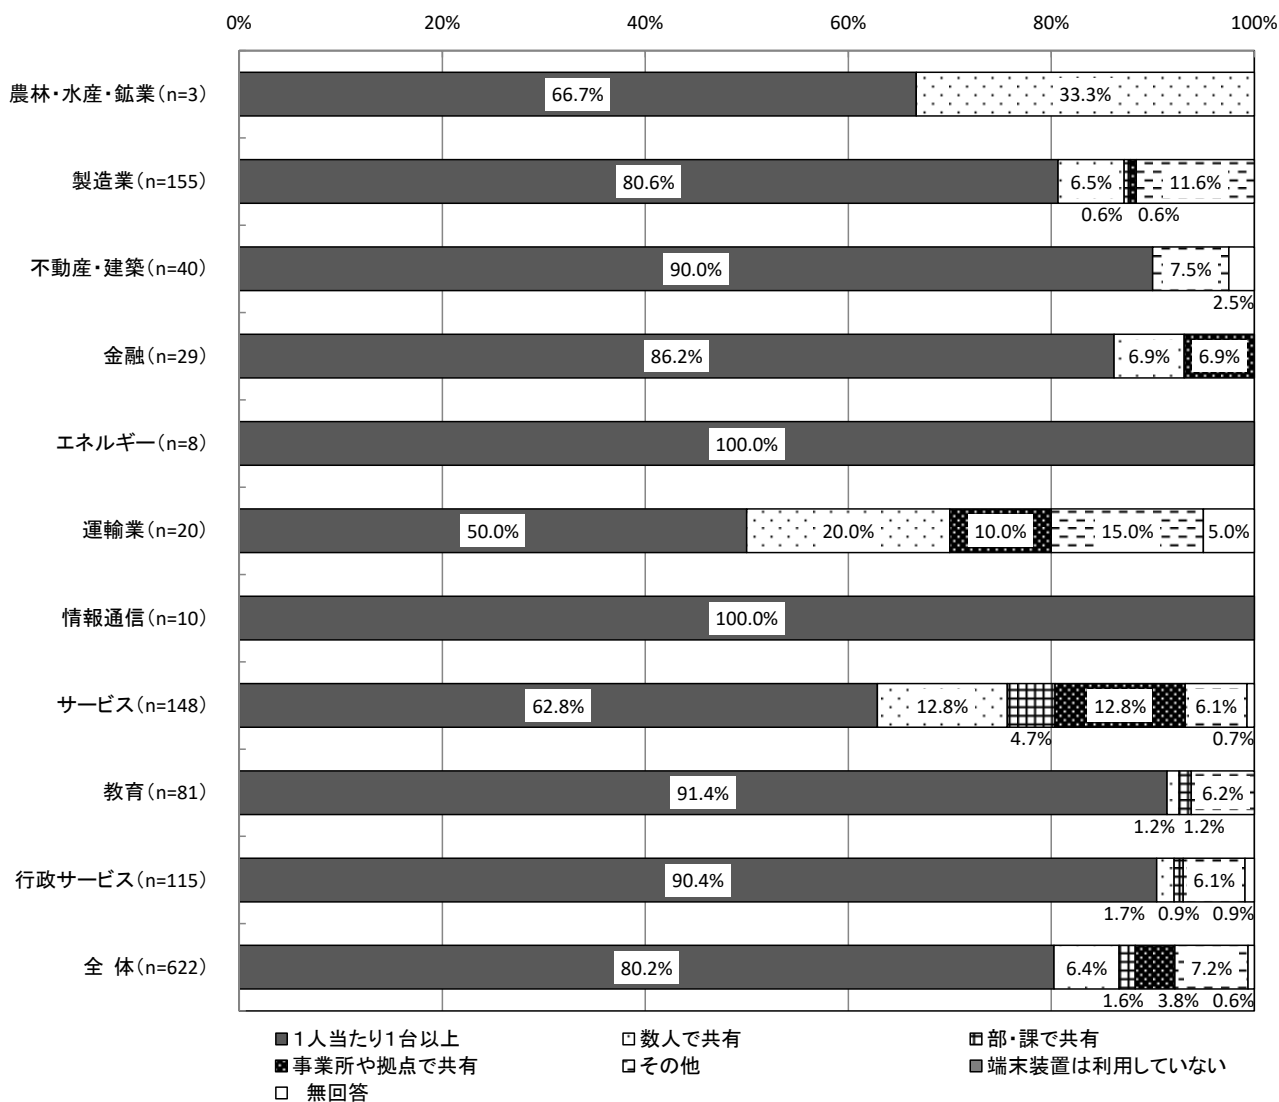 0% 20% 40% 60% 80% 100%
農林・水産・鉱業(n=3) 66.7% 33.3%
製造業(n=155) 80.6% 6.5% 11.6%
0.6% 0.6%
不動産・建築(n=40) 90.0% 7.5%
2.5%
金融(n=29) 86.2% 6.9% 6.9%
エネルギー(n=8) 100.0%
運輸業(n=20) 50.0% 20.0% 10.0% 15.0% 5.0%
情報通信(n=10) 100.0%
サービス(n=148) 62.8% 12.8% 12.8% 6.1%
4.7% 0.7%
教育(n=81) 91.4% 6.2%
1.2% 1.2%
行政サービス(n=115) 90.4% 6.1%
1.7% 0.9% 0.9%
全 体(n=622) 80.2% 6.4% 7.2%
1.6% 3.8% 0.6%
1人当たり1台以上 数人で共有 部・課で共有
事業所や拠点で共有 その他 端末装置は利用していない
無回答